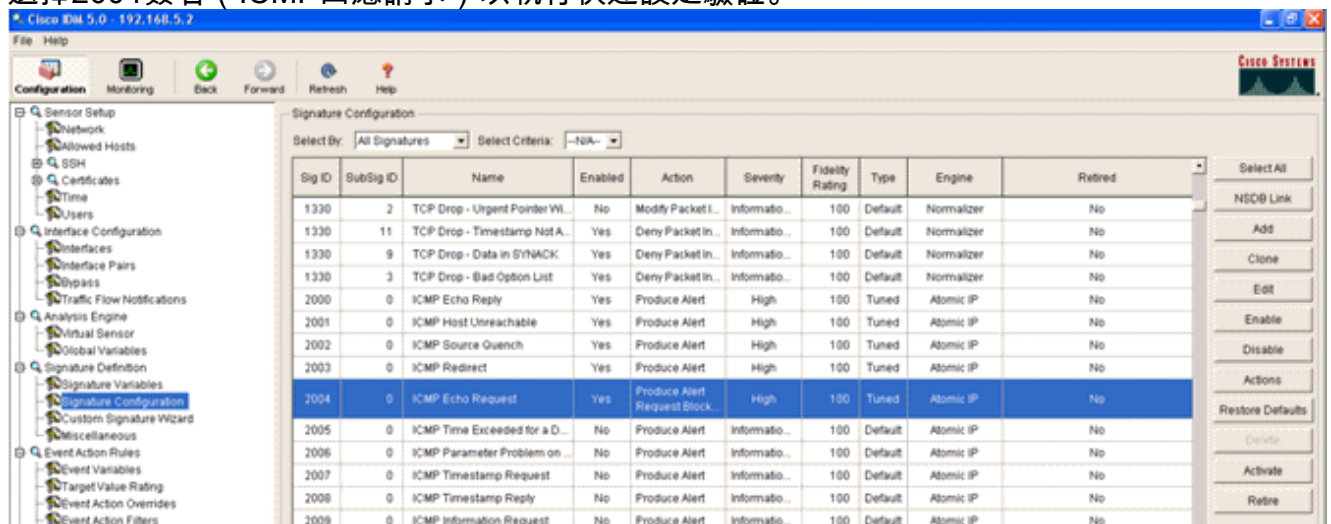 選擇2004簽名（ICMP回應請求）以執行快速設定驗證。
Cisco IDM 5.0 - 192.168.5.2
File Help
Configuration Monitoring Back Forward Refresh Help
CISCO SYSTEMS
Sensor Setup
Network
Allowed Hosts
SSH
Certificates
Time
Users
Interface Configuration
Interfaces
Interface Pairs
Bypass
Traffic Flow Notifications
Analysis Engine
Virtual Sensor
Global Variables
Signature Definition
Signature Variables
Signature Configuration
Custom Signature Wizard
Miscellaneous
Event Action Rules
Event Variables
Target Value Rating
Event Action Overrides
Event Action Filters
Signature Configuration
Select By: All Signatures Select Criteria: --N/A--
Sig ID SubSig ID Name Enabled Action Severity Fidelity Rating Type Engine Retired
1330 2 TCP Drop - Urgent Pointer Wi... No Modify Packet I... Informatio... 100 Default Normalizer No
1330 11 TCP Drop - Timestamp Not A... Yes Deny Packet In... Informatio... 100 Default Normalizer No
1330 9 TCP Drop - Data in SYNACK Yes Deny Packet In... Informatio... 100 Default Normalizer No
1330 3 TCP Drop - Bad Option List Yes Deny Packet In... Informatio... 100 Default Normalizer No
2000 0 ICMP Echo Reply Yes Produce Alert High 100 Tuned Atomic IP No
2001 0 ICMP Host Unreachable Yes Produce Alert High 100 Tuned Atomic IP No
2002 0 ICMP Source Quench Yes Produce Alert High 100 Tuned Atomic IP No
2003 0 ICMP Redirect Yes Produce Alert High 100 Tuned Atomic IP No
2004 0 ICMP Echo Request Yes Produce Alert Request Block... High 100 Tuned Atomic IP No
2005 0 ICMP Time Exceeded for a D... No Produce Alert Informatio... 100 Default Atomic IP No
2006 0 ICMP Parameter Problem on ... No Produce Alert Informatio... 100 Default Atomic IP No
2007 0 ICMP Timestamp Request No Produce Alert Informatio... 100 Default Atomic IP No
2008 0 ICMP Timestamp Reply No Produce Alert Informatio... 100 Default Atomic IP No
2009 0 ICMP Information Request No Produce Alert Informatio... 100 Default Atomic IP No
Select All
NSDB Link
Add
Clone
Edit
Enable
Disable
Actions
Restore Defaults
Delete
Activate
Retire